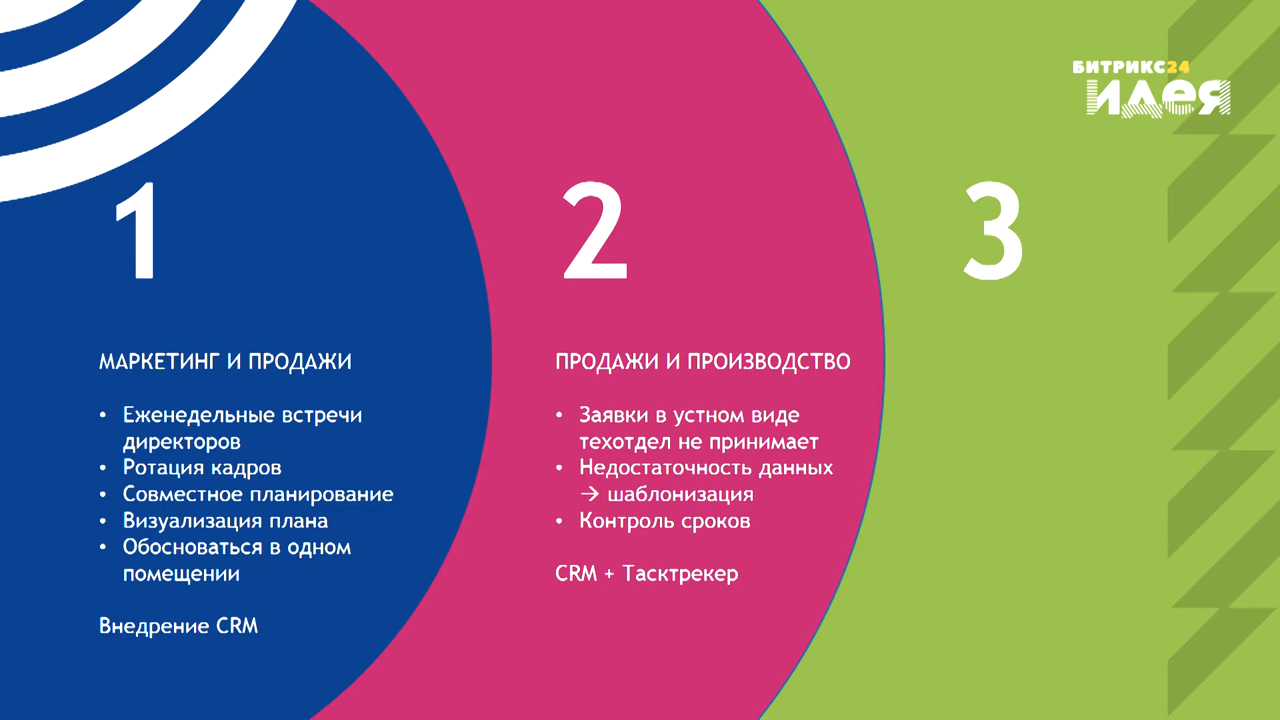 БИТРИКС24
идея
1
МАРКЕТИНГ И ПРОДАЖИ
• Еженедельные встречи
директоров
• Ротация кадров
• Совместное планирование
• Визуализация плана
• Обосноваться в одном
помещении
Внедрение CRM
2
ПРОДАЖИ И ПРОИЗВОДСТВО
• Заявки в устном виде
техотдел не принимает
• Недостаточность данных
→ шаблонизация
• Контроль сроков
CRM + Тасктрекер
3